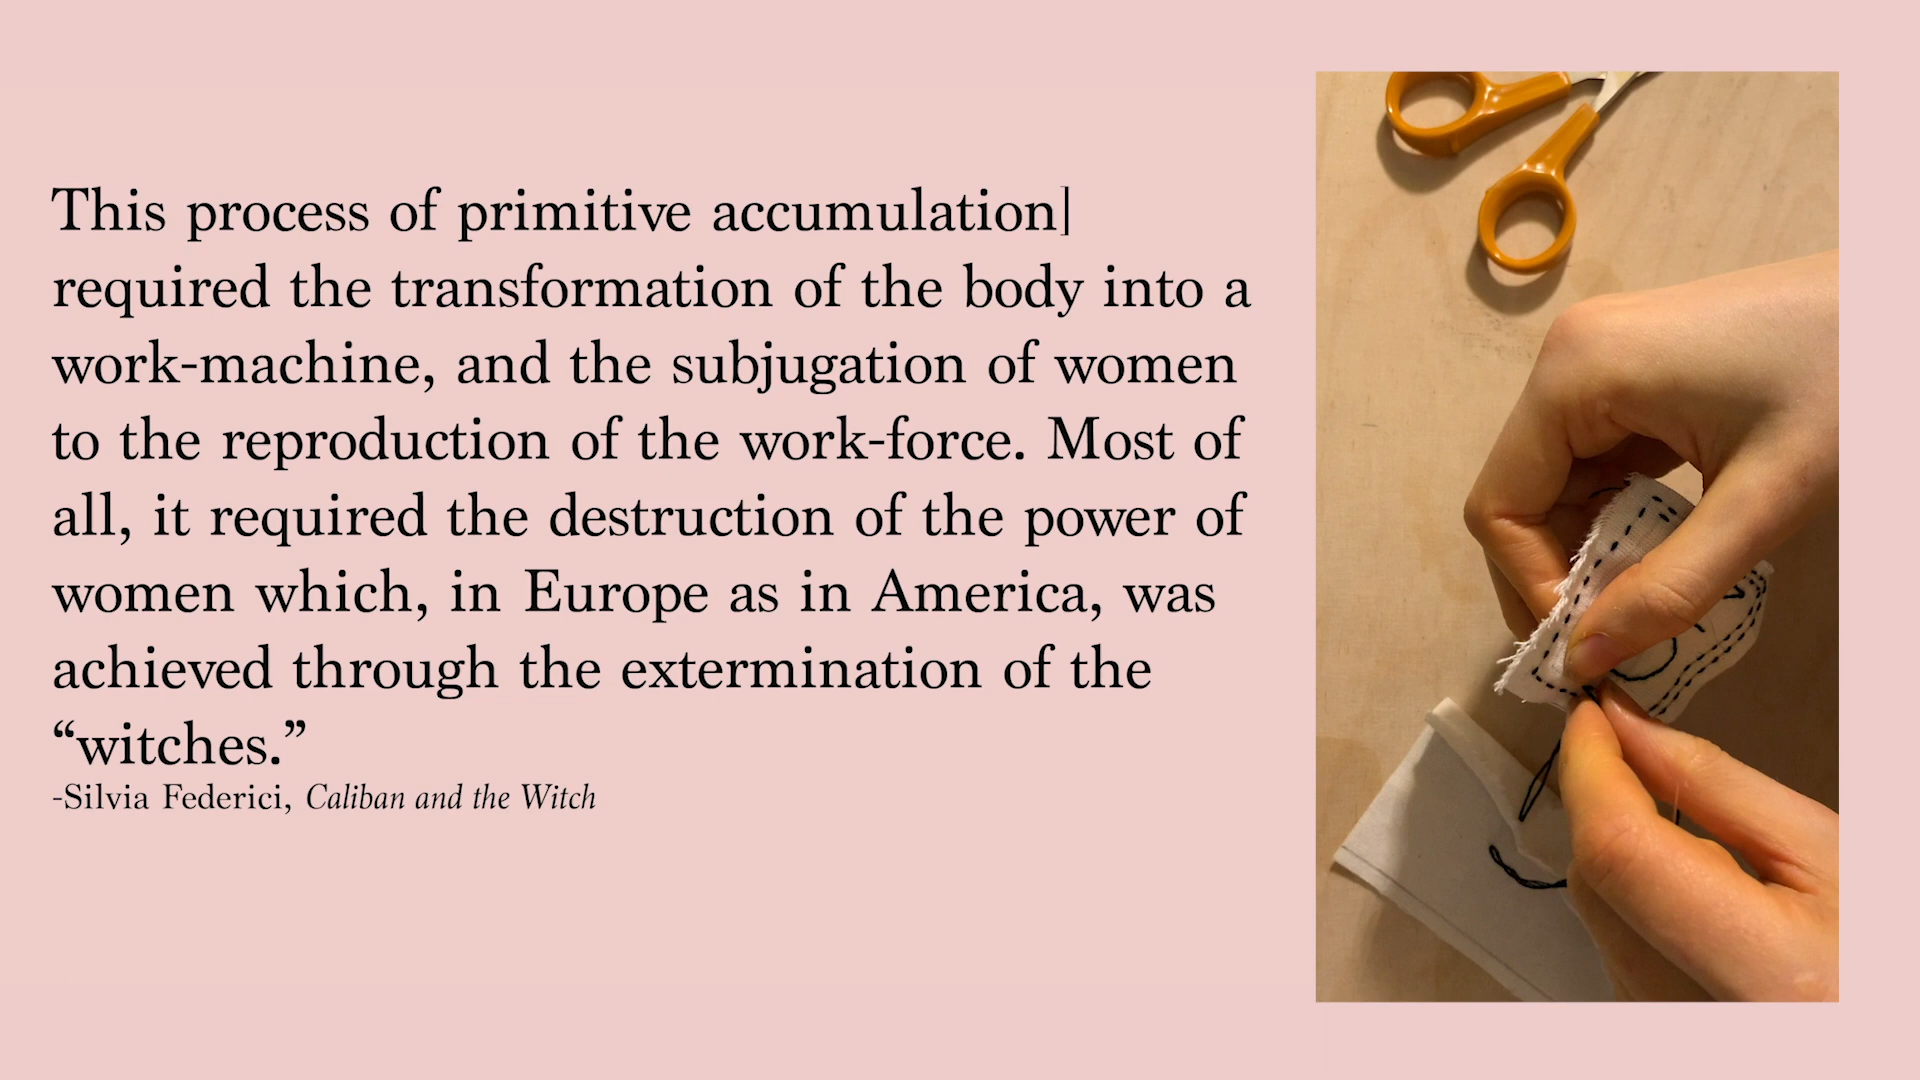 This process of primitive accumulation]
required the transformation of the body into a
work-machine, and the subjugation of women
to the reproduction of the work-force. Most of
all, it required the destruction of the power of
women which, in Europe as in America, was
achieved through the extermination of the
“witches.”
-Silvia Federici, Caliban and the Witch